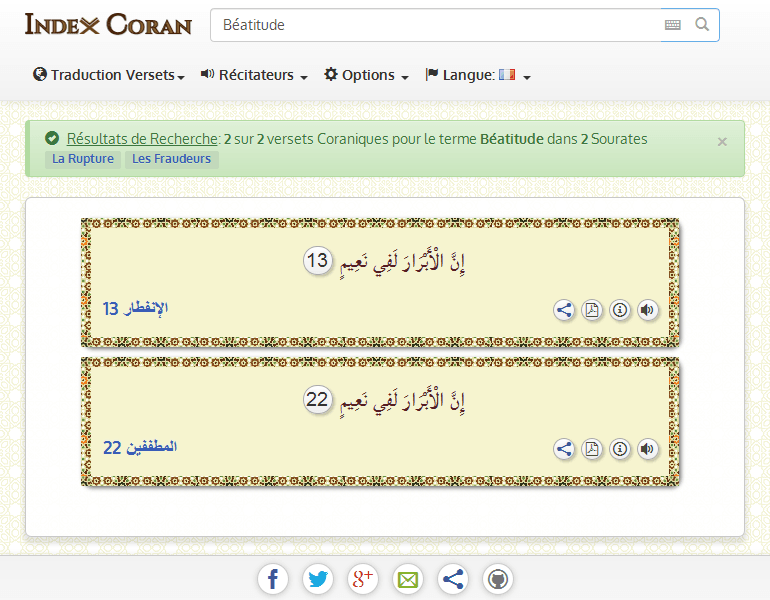 INDEX CORAN
Béatitude
Traduction Versets Récitateurs Options Langue:
Résultats de Recherche: 2 sur 2 versets Coraniques pour le terme Béatitude dans 2 Sourates ×
La Rupture Les Fraudeurs
إِنَّ الْأَبْرَارَ لَفِي نَعِيمٍ 13
الإنفطار 13
إِنَّ الْأَبْرَارَ لَفِي نَعِيمٍ 22
المطففين 22